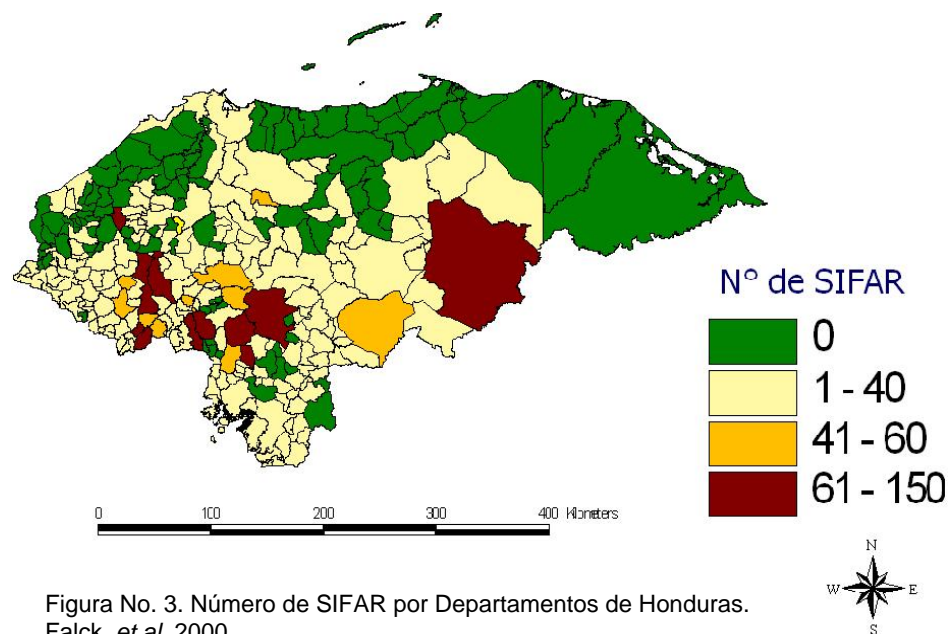 N° de SIFAR
0
1 - 40
41 - 60
61 - 150
0 100 200 300 400 Kilometers
N
W E
S
Figura No. 3. Número de SIFAR por Departamentos de Honduras.
Falck, et al, 2000